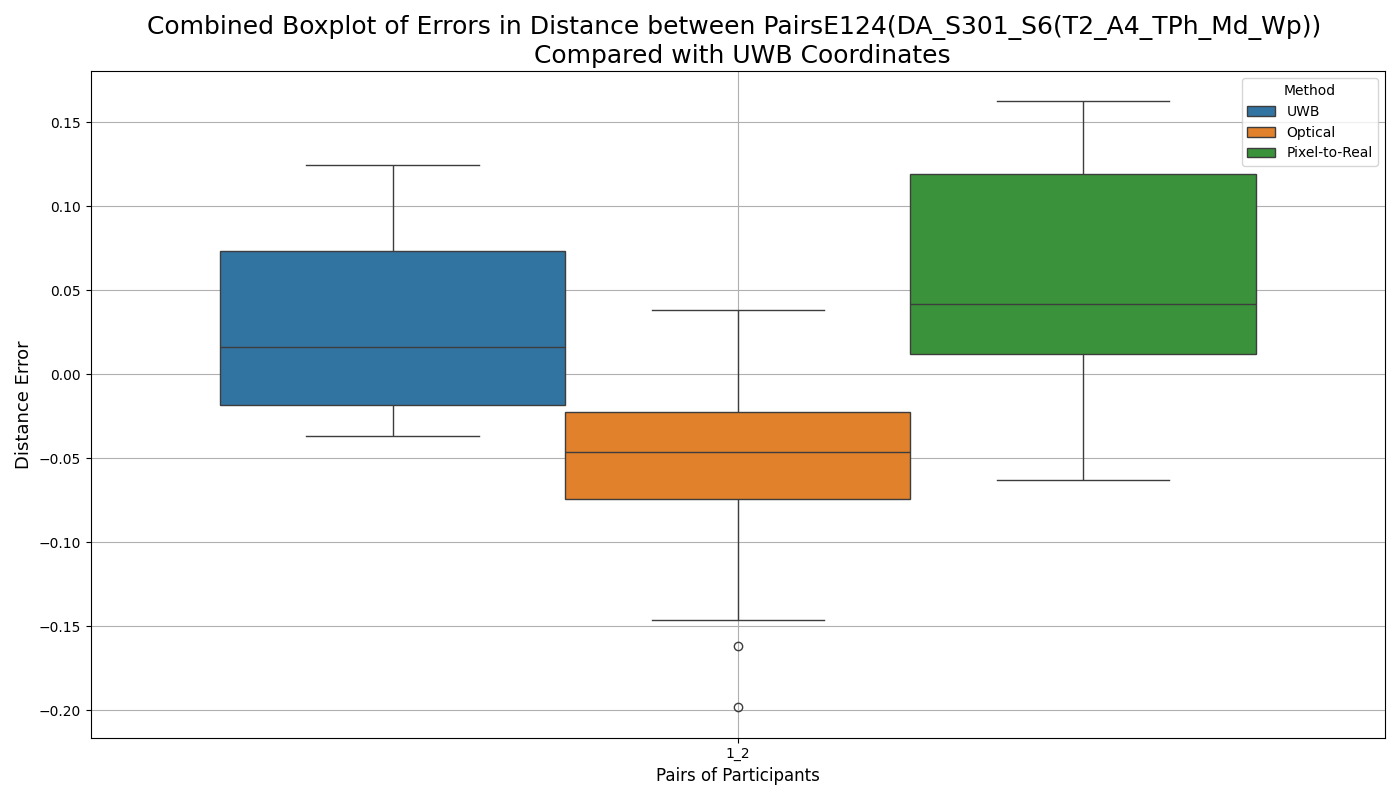 Combined Boxplot of Errors in Distance between PairsE124(DA_S301_S6(T2_A4_TPh_Md_Wp))
Compared with UWB Coordinates
Method
UWB
Optical
Pixel-to-Real
Distance Error
0.15
0.10
0.05
0.00
−0.05
−0.10
−0.15
−0.20
1_2
Pairs of Participants